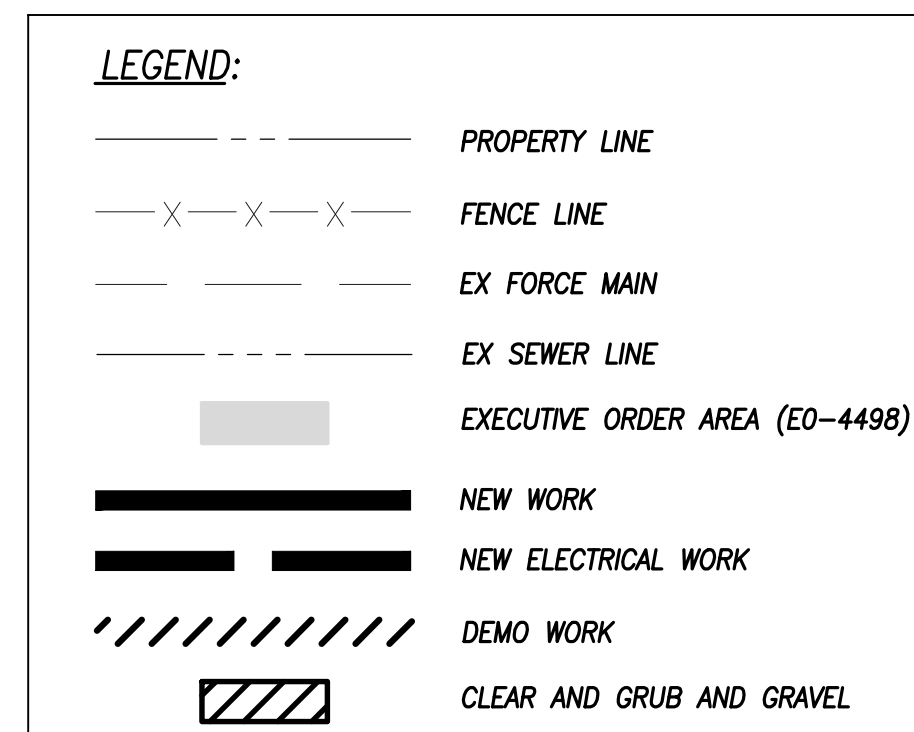 LEGEND:
PROPERTY LINE
FENCE LINE
EX FORCE MAIN
EX SEWER LINE
EXECUTIVE ORDER AREA (EO-4498)
NEW WORK
NEW ELECTRICAL WORK
DEMO WORK
CLEAR AND GRUB AND GRAVEL